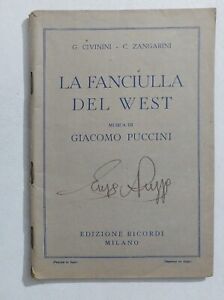 G. CIVININI - C. ZANGARINI
LA FANCIULLA
DEL WEST
MUSICA DI
GIACOMO PUCCINI
EDIZIONE RICORDI
MILANO